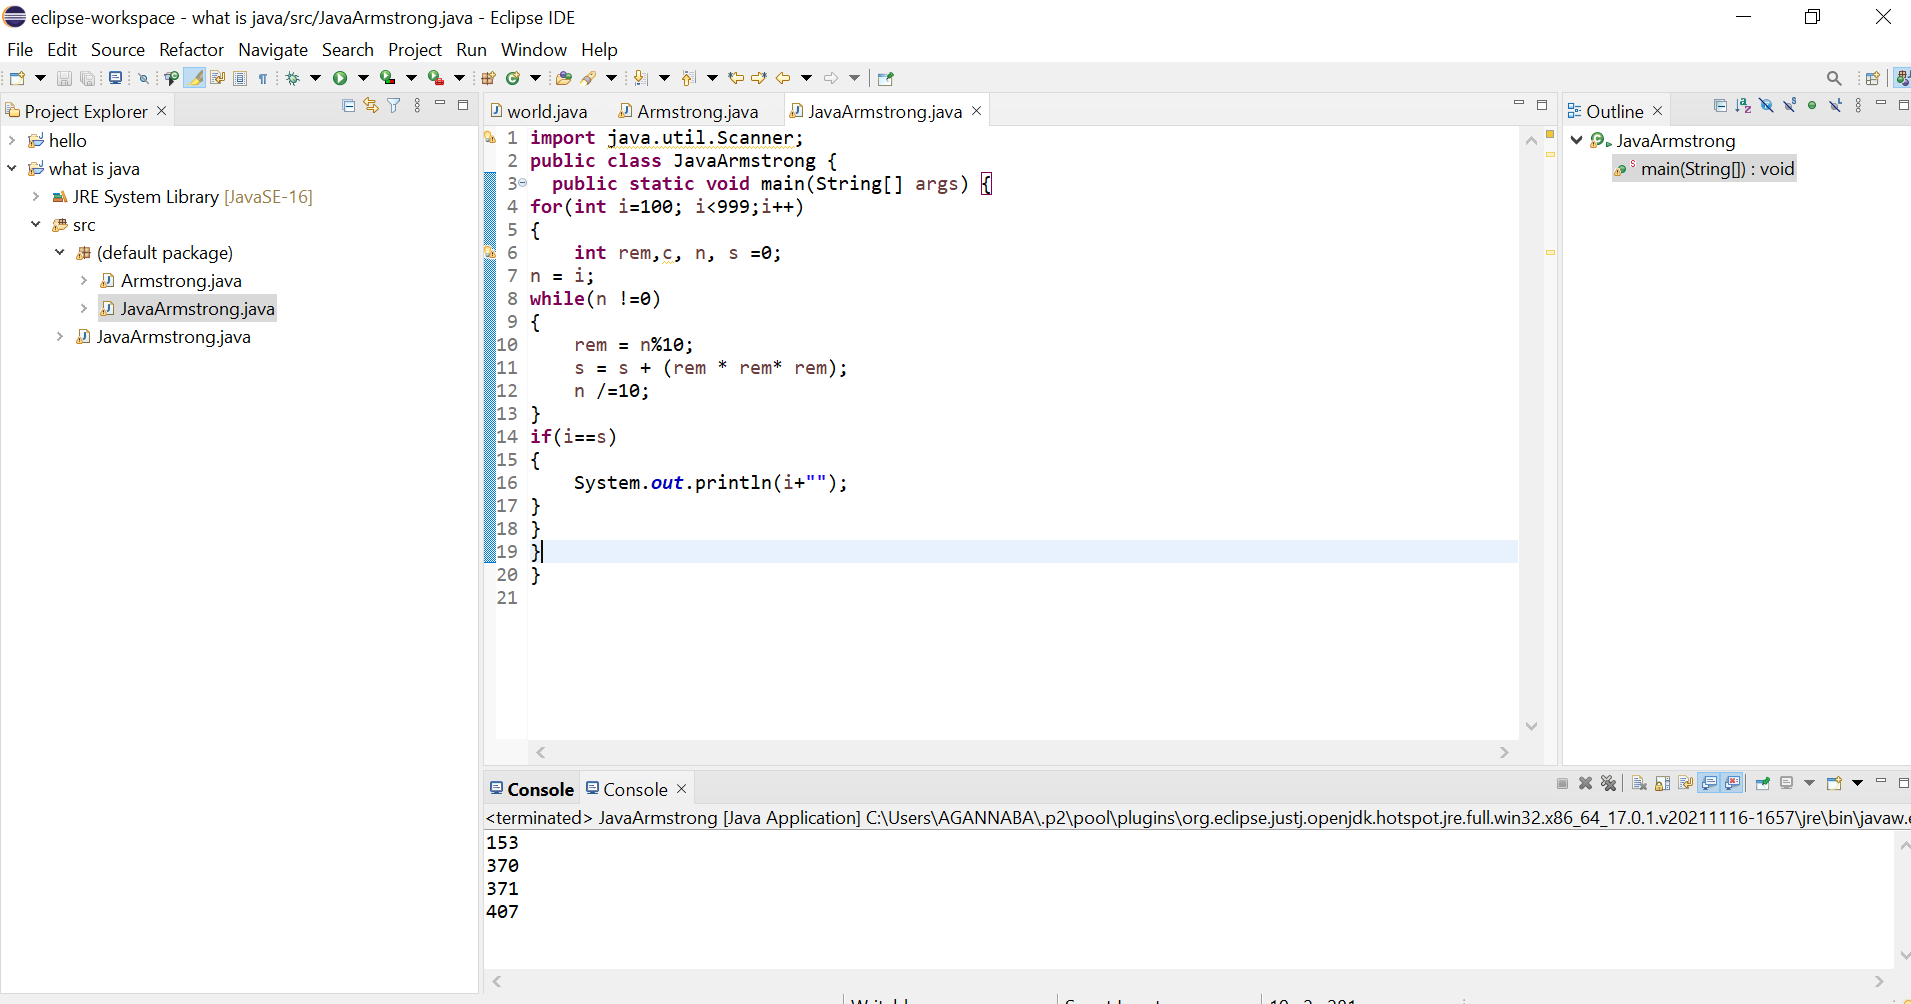 eclipse-workspace - what is java/src/JavaArmstrong.java - Eclipse IDE
File Edit Source Refactor Navigate Search Project Run Window Help
Project Explorer
hello
what is java
JRE System Library [JavaSE-16]
src
(default package)
Armstrong.java
JavaArmstrong.java
JavaArmstrong.java
world.java Armstrong.java JavaArmstrong.java
1 import java.util.Scanner;
2 public class JavaArmstrong {
3 public static void main(String[] args) {
4 for(int i=100; i<999;i++)
5 {
6 int rem,c, n, s =0;
7 n = i;
8 while(n !=0)
9 {
10 rem = n%10;
11 s = s + (rem * rem* rem);
12 n /=10;
13 }
14 if(i==s)
15 {
16 System.out.println(i+"");
17 }
18 }
19 }
20 }
21
Outline
JavaArmstrong
main(String[]) : void
Console Console
<terminated> JavaArmstrong [Java Application] C:\Users\AGANNABA\.p2\pool\plugins\org.eclipse.justj.openjdk.hotspot.jre.full.win32.x86_64_17.0.1.v20211116-1657\jre\bin\javaw.e
153
370
371
407